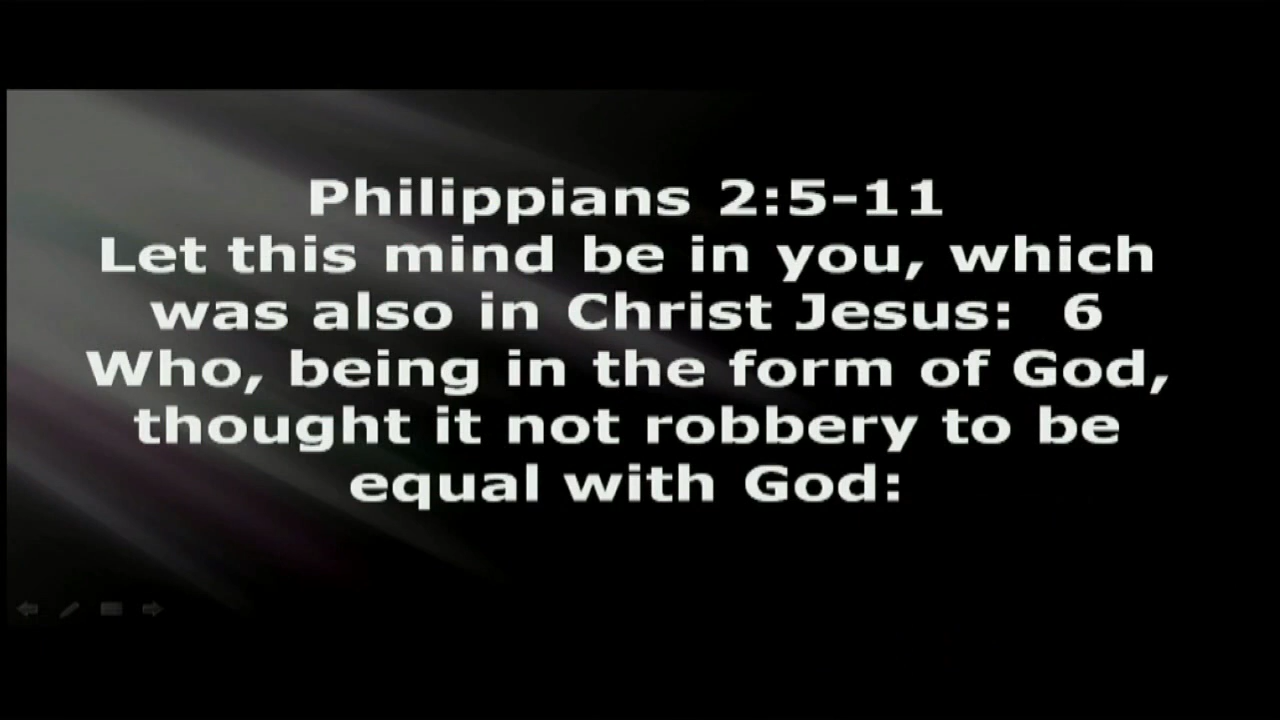 Philippians 2:5-11
Let this mind be in you, which
was also in Christ Jesus:  6
Who, being in the form of God,
thought it not robbery to be
equal with God: